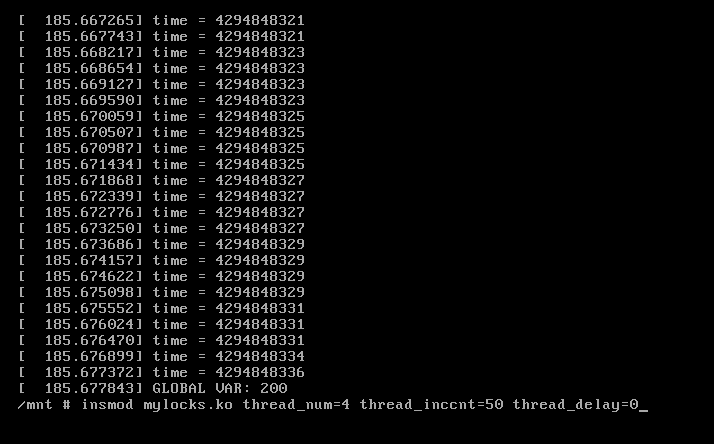 [  185.667265] time = 4294848321
[  185.667743] time = 4294848321
[  185.668217] time = 4294848323
[  185.668654] time = 4294848323
[  185.669127] time = 4294848323
[  185.669590] time = 4294848323
[  185.670059] time = 4294848325
[  185.670507] time = 4294848325
[  185.670987] time = 4294848325
[  185.671434] time = 4294848325
[  185.671868] time = 4294848327
[  185.672339] time = 4294848327
[  185.672776] time = 4294848327
[  185.673250] time = 4294848327
[  185.673686] time = 4294848329
[  185.674157] time = 4294848329
[  185.674622] time = 4294848329
[  185.675098] time = 4294848329
[  185.675552] time = 4294848331
[  185.676024] time = 4294848331
[  185.676470] time = 4294848331
[  185.676899] time = 4294848334
[  185.677372] time = 4294848336
[  185.677843] GLOBAL VAR: 200
/mnt # insmod mylocks.ko thread_num=4 thread_inccnt=50 thread_delay=0_